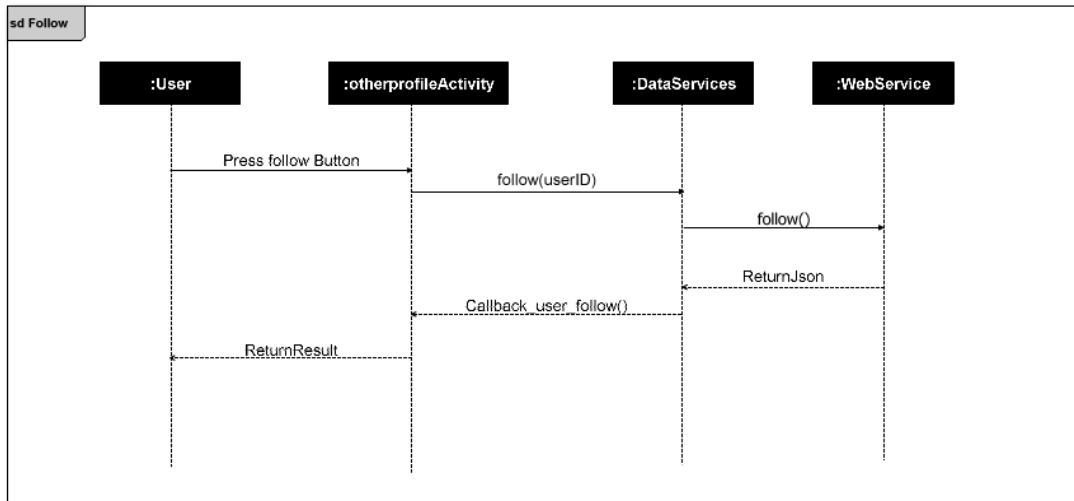 sd Follow
:User
:otherprofileActivity
:DataServices
:WebService
Press follow Button
follow(userID)
follow()
ReturnJson
Callback_user_follow()
ReturnResult